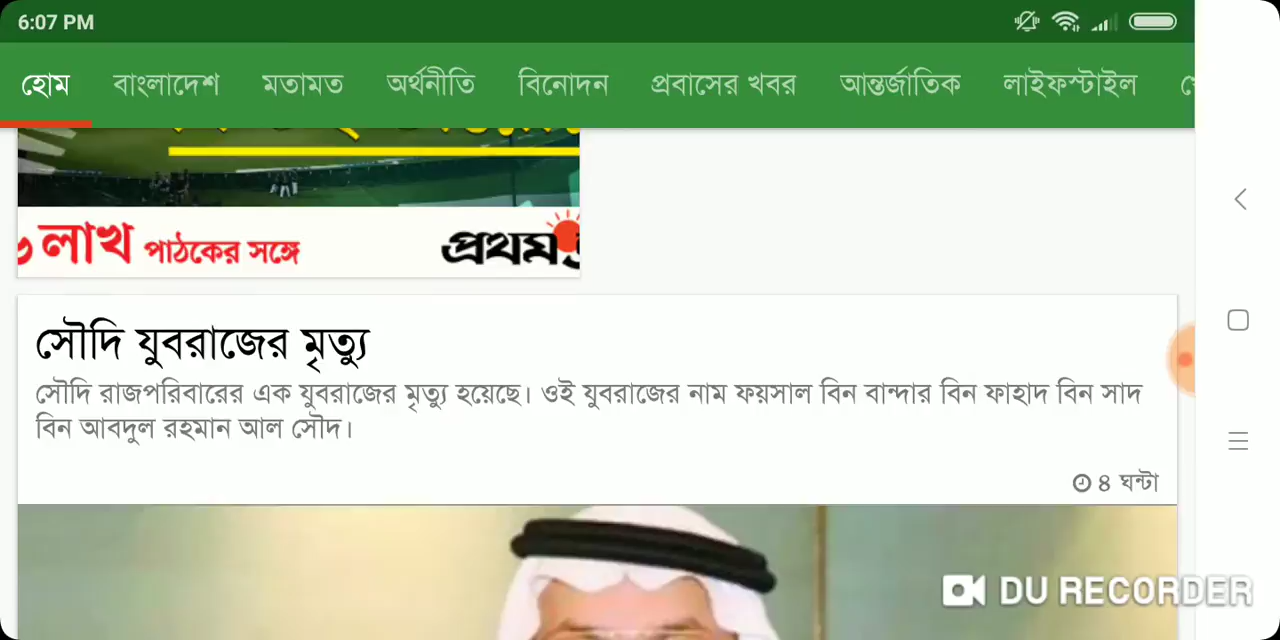 6:07 PM
হোম বাংলাদেশ মতামত অর্থনীতি বিনোদন প্রবাসের খবর আন্তর্জাতিক লাইফস্টাইল
লাখ পাঠকের সঙ্গে
প্রথম
সৌদি যুবরাজের মৃত্যু
সৌদি রাজপরিবারের এক যুবরাজের মৃত্যু হয়েছে। ওই যুবরাজের নাম ফয়সাল বিন বান্দার বিন ফাহাদ বিন সাদ
বিন আবদুল রহমান আল সৌদ।
৪ ঘন্টা
DU RECORDER